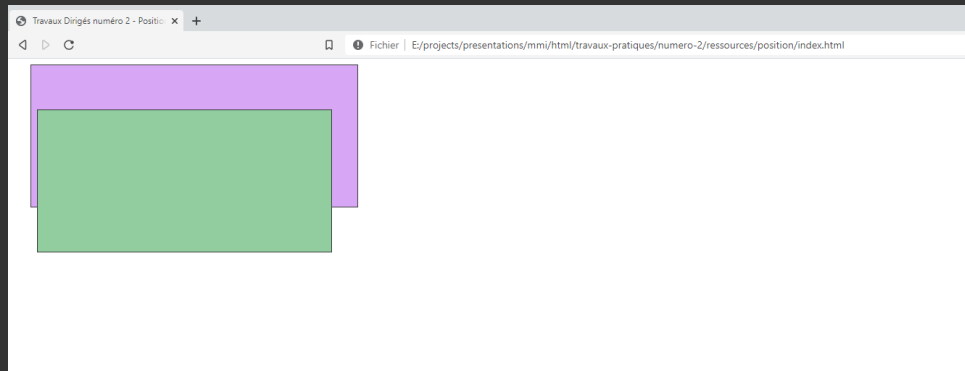 Travaux Dirigés numéro 2 - Positio
Fichier | E:/projects/presentations/mmi/html/travaux-pratiques/numero-2/ressources/position/index.html